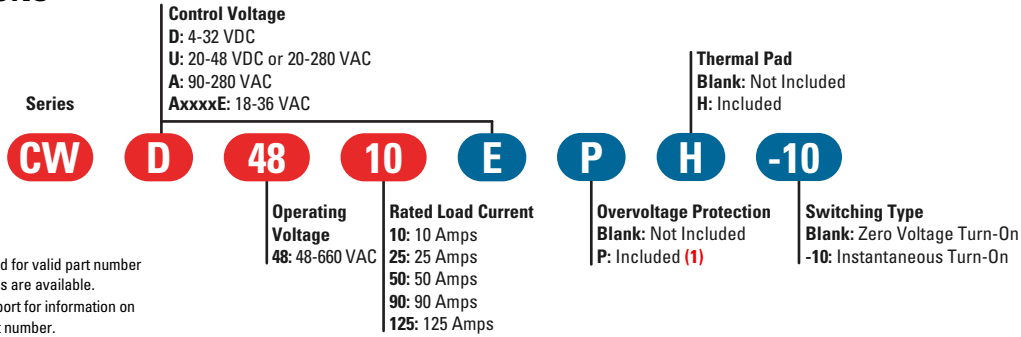 Control Voltage
D: 4-32 VDC
U: 20-48 VDC or 20-280 VAC
A: 90-280 VAC
AxxxxE: 18-36 VAC
Thermal Pad
Blank: Not Included
H: Included
Series
CW D 48 10 E P H -10
Operating
Voltage
48: 48-660 VAC
Rated Load Current
10: 10 Amps
25: 25 Amps
50: 50 Amps
90: 90 Amps
125: 125 Amps
Overvoltage Protection
Blank: Not Included
P: Included (1)
Switching Type
Blank: Zero Voltage Turn-On
-10: Instantaneous Turn-On
d for valid part number
s are available.
port for information on
t number.